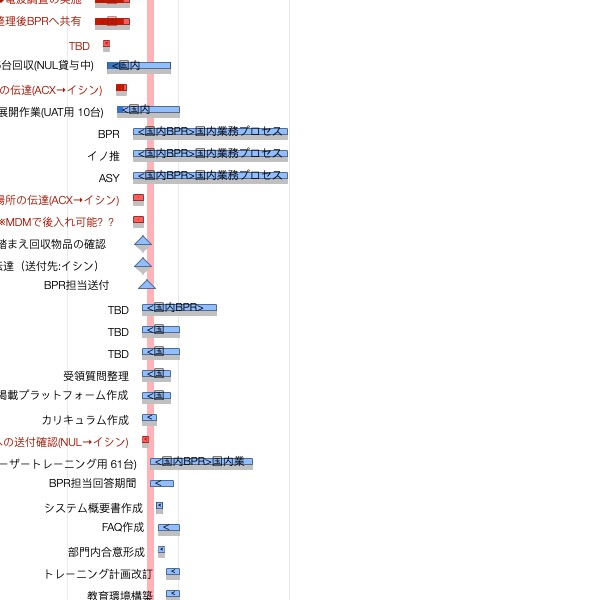 電波調査の実施
整理後BPRへ共有
TBD
台回収(NUL貸与中) <国内
の伝達(ACX→イシン)
展開作業(UAT用 10台) <国内
BPR <国内BPR>国内業務プロセス
イノ推 <国内BPR>国内業務プロセス
ASY <国内BPR>国内業務プロセス
場所の伝達(ACX→イシン)
※MDMで後入れ可能？？
踏まえ回収物品の確認
伝達（送付先:イシン）
BPR担当送付
TBD <国内BPR>
TBD <国
TBD <国
受領質問整理 <国
掲載プラットフォーム作成 <国
カリキュラム作成 <
への送付確認(NUL→イシン)
ーザートレーニング用 61台) <国内BPR>国内業
BPR担当回答期間 <
システム概要書作成
FAQ作成 <
部門内合意形成
トレーニング計画改訂 <
教育環境構築 <